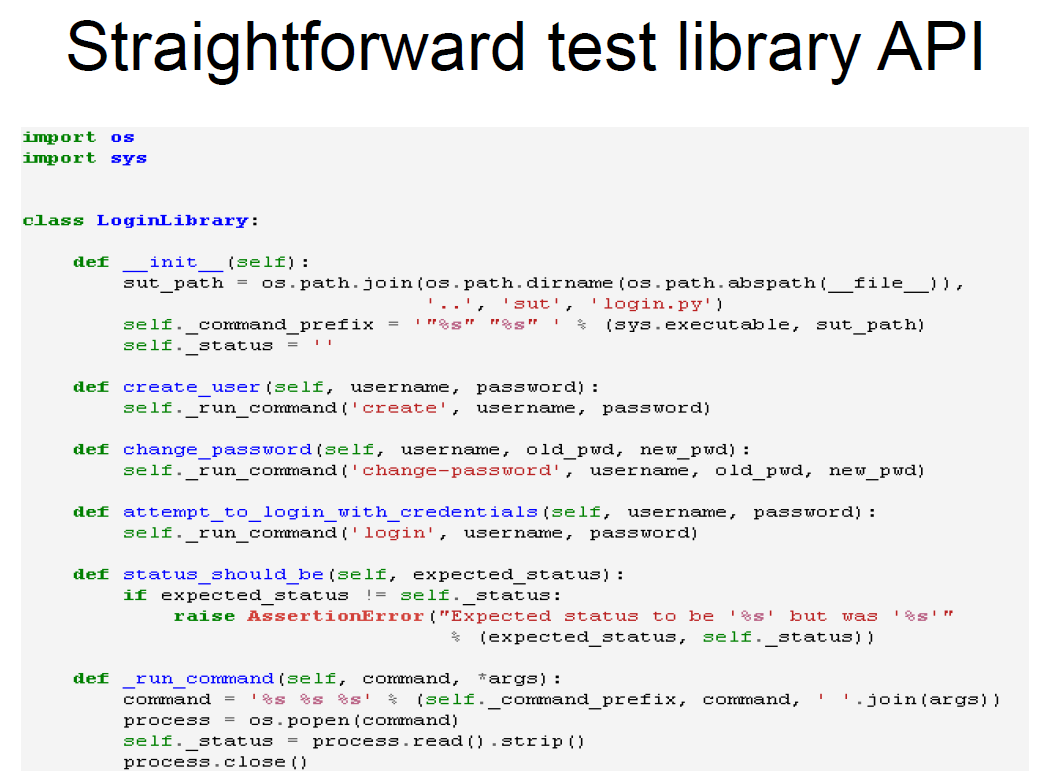 Straightforward test library API
import os
import sys
class LoginLibrary:
def __init__(self):
sut_path = os.path.join(os.path.dirname(os.path.abspath(__file__)),
'..', 'sut', 'login.py')
self._command_prefix = '"%s" "%s" ' % (sys.executable, sut_path)
self._status = ''
def create_user(self, username, password):
self._run_command('create', username, password)
def change_password(self, username, old_pwd, new_pwd):
self._run_command('change-password', username, old_pwd, new_pwd)
def attempt_to_login_with_credentials(self, username, password):
self._run_command('login', username, password)
def status_should_be(self, expected_status):
if expected_status != self._status:
raise AssertionError("Expected status to be '%s' but was '%s'"
% (expected_status, self._status))
def _run_command(self, command, *args):
command = '%s %s %s' % (self._command_prefix, command, ' '.join(args))
process = os.popen(command)
self._status = process.read().strip()
process.close()